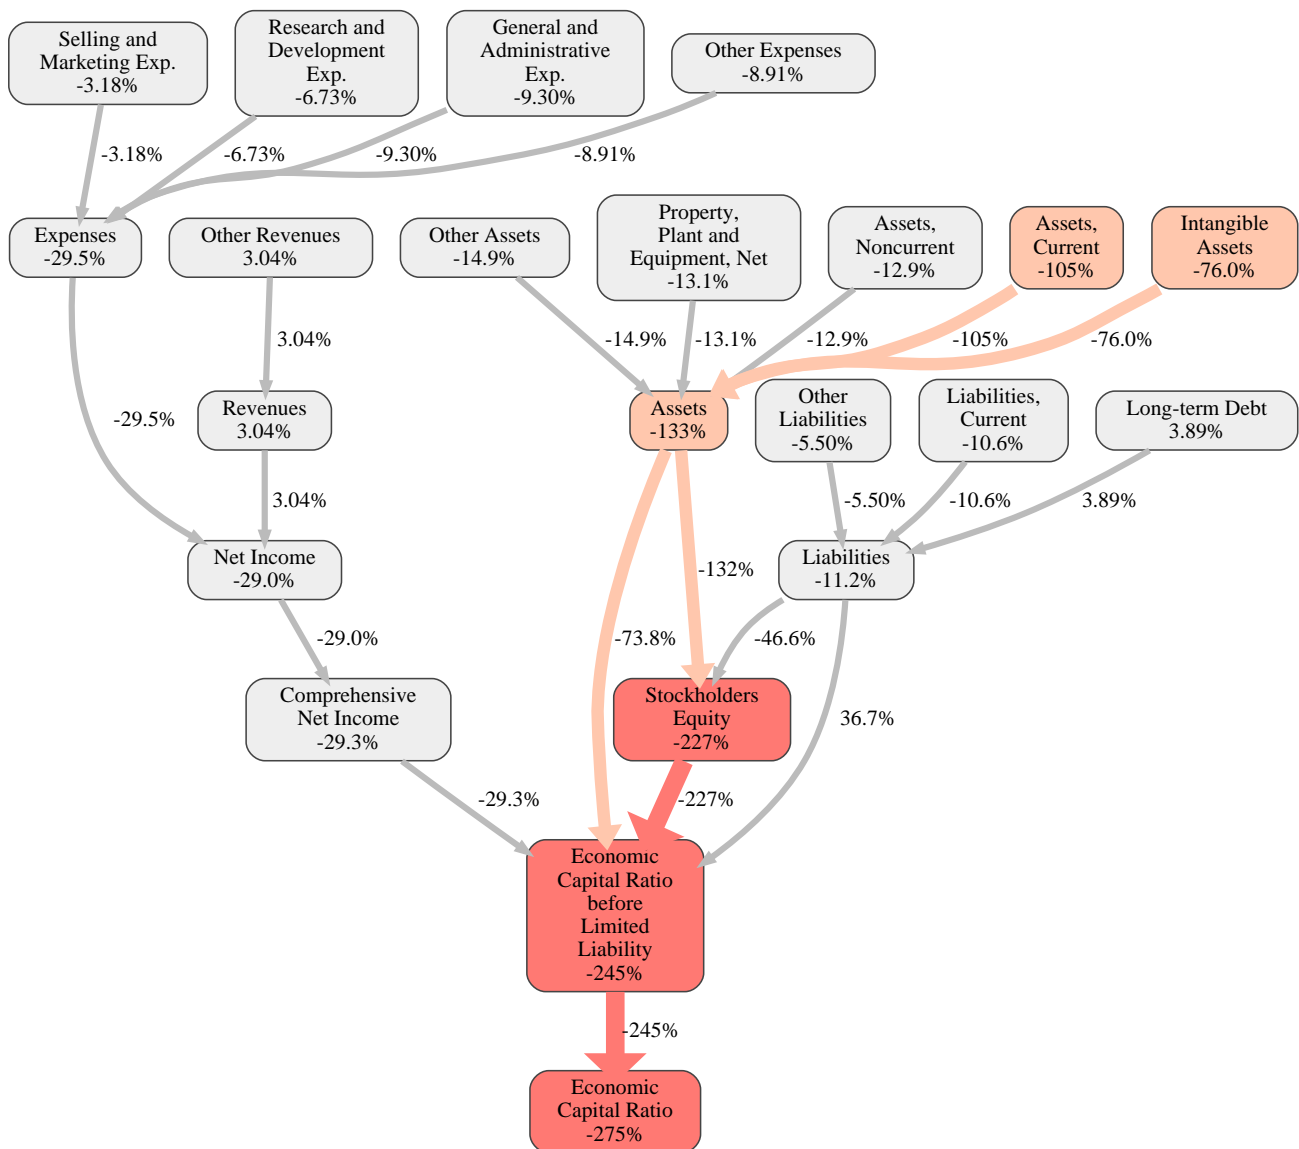 Selling and
Marketing Exp.
-3.18%
Research and
Development
Exp.
-6.73%
General and
Administrative
Exp.
-9.30%
Other Expenses
-8.91%
-3.18%
-6.73%
-9.30%
-8.91%
Expenses
-29.5%
Other Revenues
3.04%
Other Assets
-14.9%
Property,
Plant and
Equipment, Net
-13.1%
Assets,
Noncurrent
-12.9%
Assets,
Current
-105%
Intangible
Assets
-76.0%
3.04%
-14.9%
-13.1%
-12.9%
-105%
-76.0%
-29.5%
Revenues
3.04%
Assets
-133%
Other
Liabilities
-5.50%
Liabilities,
Current
-10.6%
Long-term Debt
3.89%
3.04%
-5.50%
-10.6%
3.89%
Net Income
-29.0%
-132%
Liabilities
-11.2%
-29.0%
-73.8%
-46.6%
Comprehensive
Net Income
-29.3%
Stockholders
Equity
-227%
36.7%
-29.3%
-227%
Economic
Capital Ratio
before
Limited
Liability
-245%
-245%
Economic
Capital Ratio
-275%